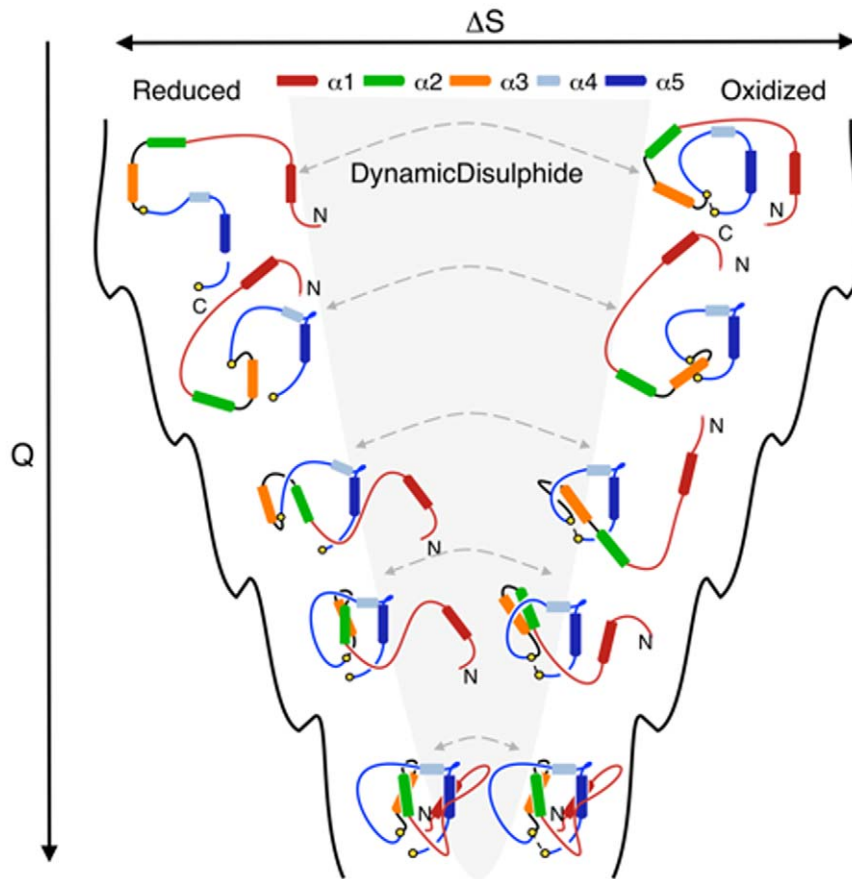 ΔS
Reduced
α1 α2 α3 α4 α5
Oxidized
DynamicDisulphide
N
N
C
N
C
N
Q
N
N
N
N
N
N